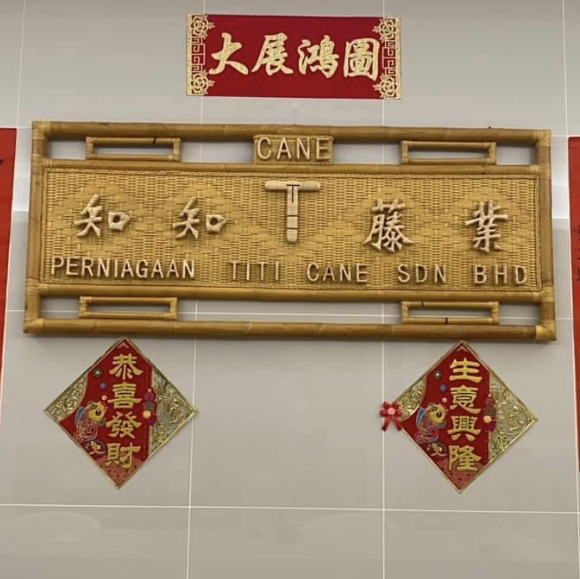 大展鴻圖
CANE
知知 T 藤業
PERNIAGAAN TITI CANE SDN BHD
恭喜發財
生意興隆